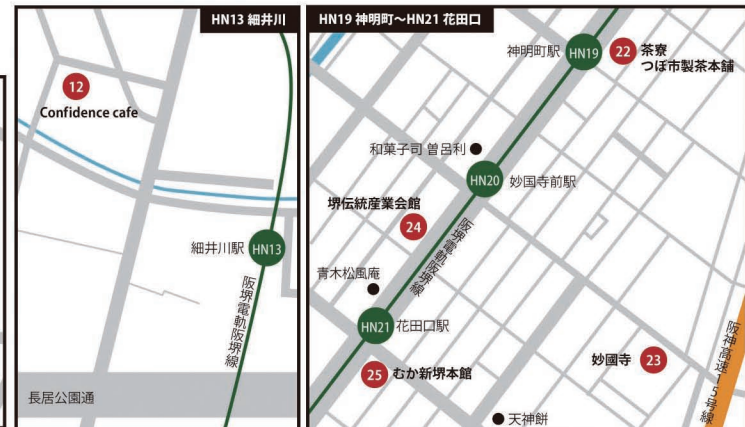 HN13 細井川
12
Confidence cafe
細井川駅
HN13
阪堺電軌阪堺線
長居公園通
HN19 神明町〜HN21 花田口
神明町駅
HN19
22
茶寮
つぼ市製茶本舗
和菓子司 曽呂利
HN20
妙国寺前駅
堺伝統産業会館
24
阪堺電軌阪堺線
青木松風庵
HN21
花田口駅
25
むか新堺本館
妙國寺
23
天神餅
阪神高速15号線